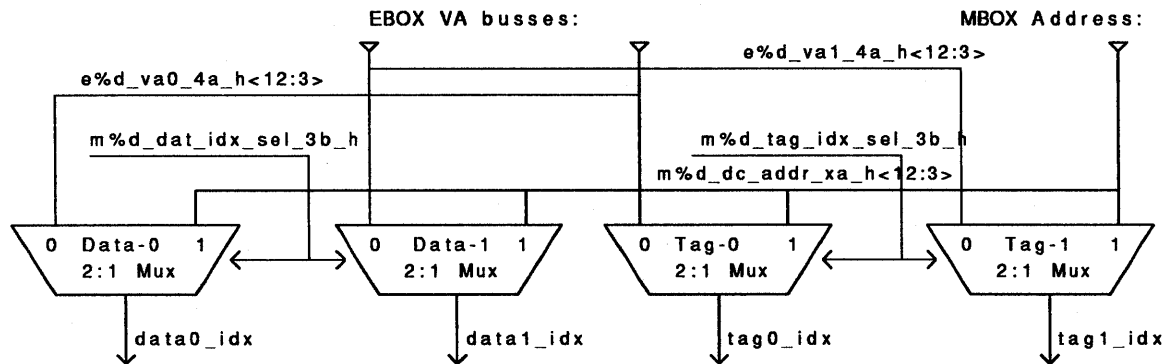 EBOX VA busses: MBOX Address:
e%d_va1_4a_h<12:3>
e%d_va0_4a_h<12:3>
m%d_dat_idx_sel_3b_h m%d_tag_idx_sel_3b_h
m%d_dc_addr_xa_h<12:3>
0 Data-0 1 0 Data-1 1 0 Tag-0 1 0 Tag-1 1
2:1 Mux 2:1 Mux 2:1 Mux 2:1 Mux
data0_idx data1_idx tag0_idx tag1_idx